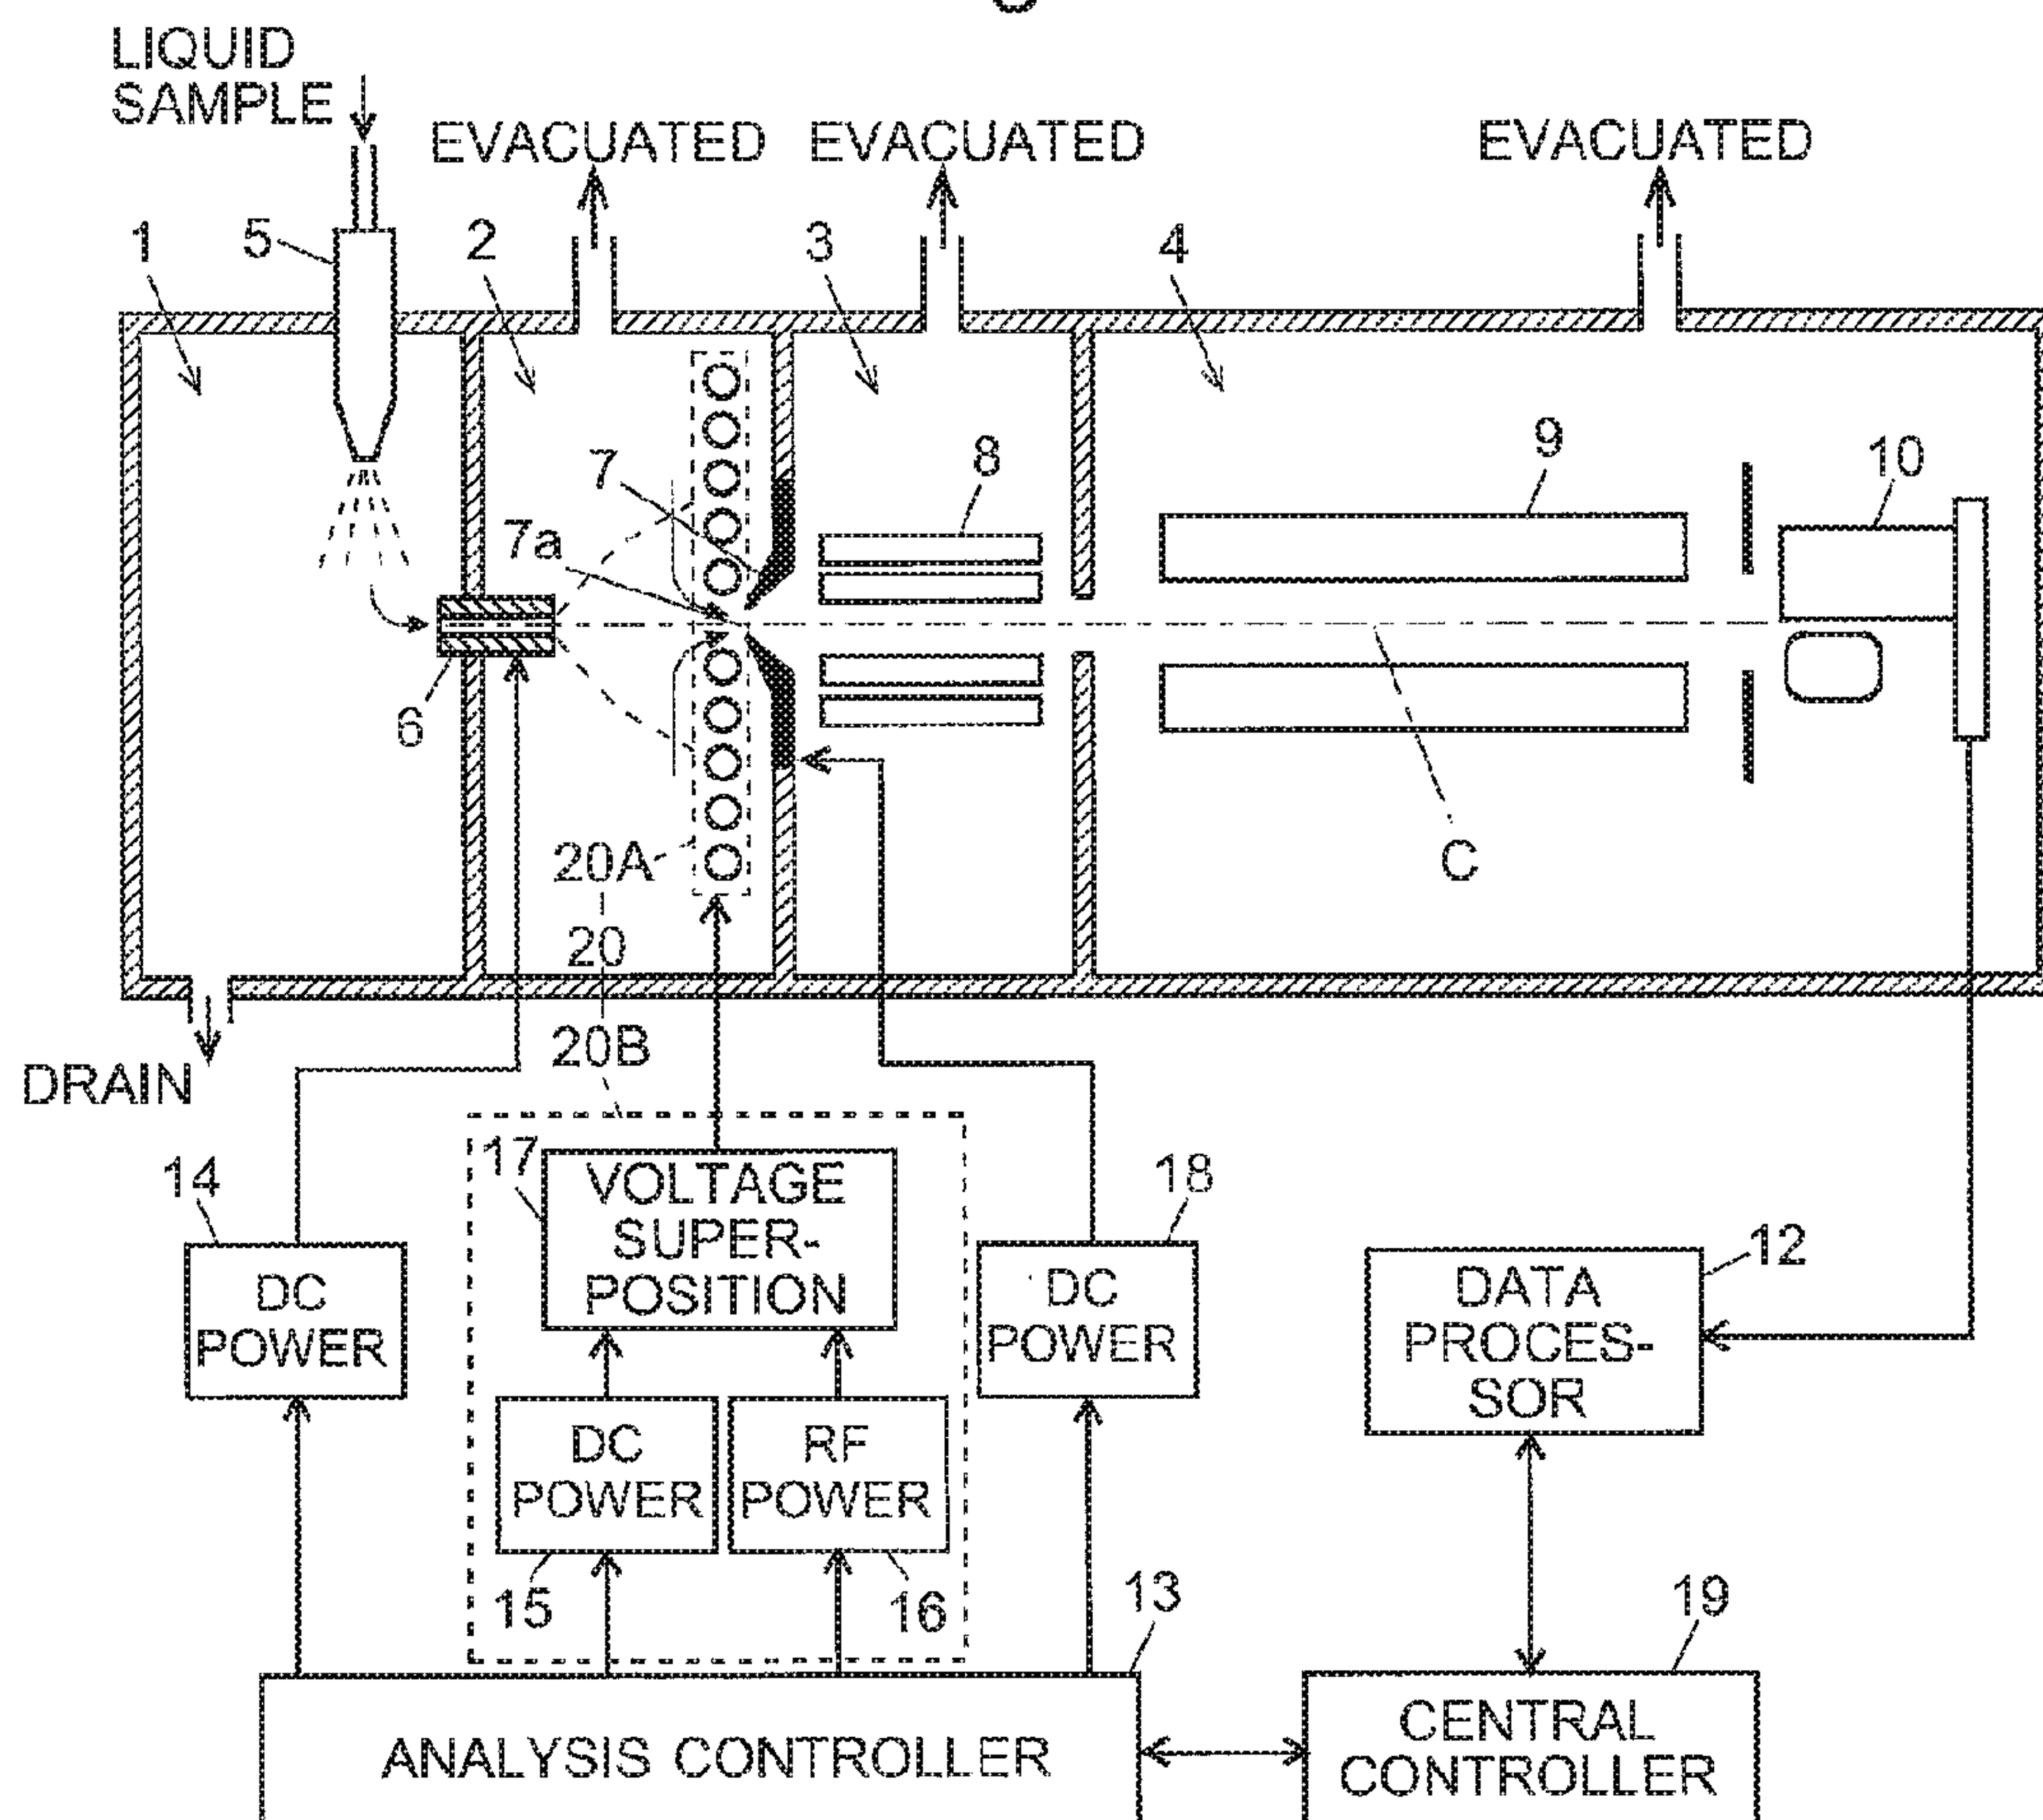 LIQUID
SAMPLE
EVACUATED
EVACUATED
EVACUATED
1
5
2
3
4
7
8
9
10
7a
6
20A
C
20
20B
DRAIN
17
VOLTAGE
SUPER-
POSITION
14
18
12
DC
POWER
DC
POWER
DATA
PROCES-
SOR
DC
POWER
RF
POWER
15
16
13
19
ANALYSIS CONTROLLER
CENTRAL
CONTROLLER